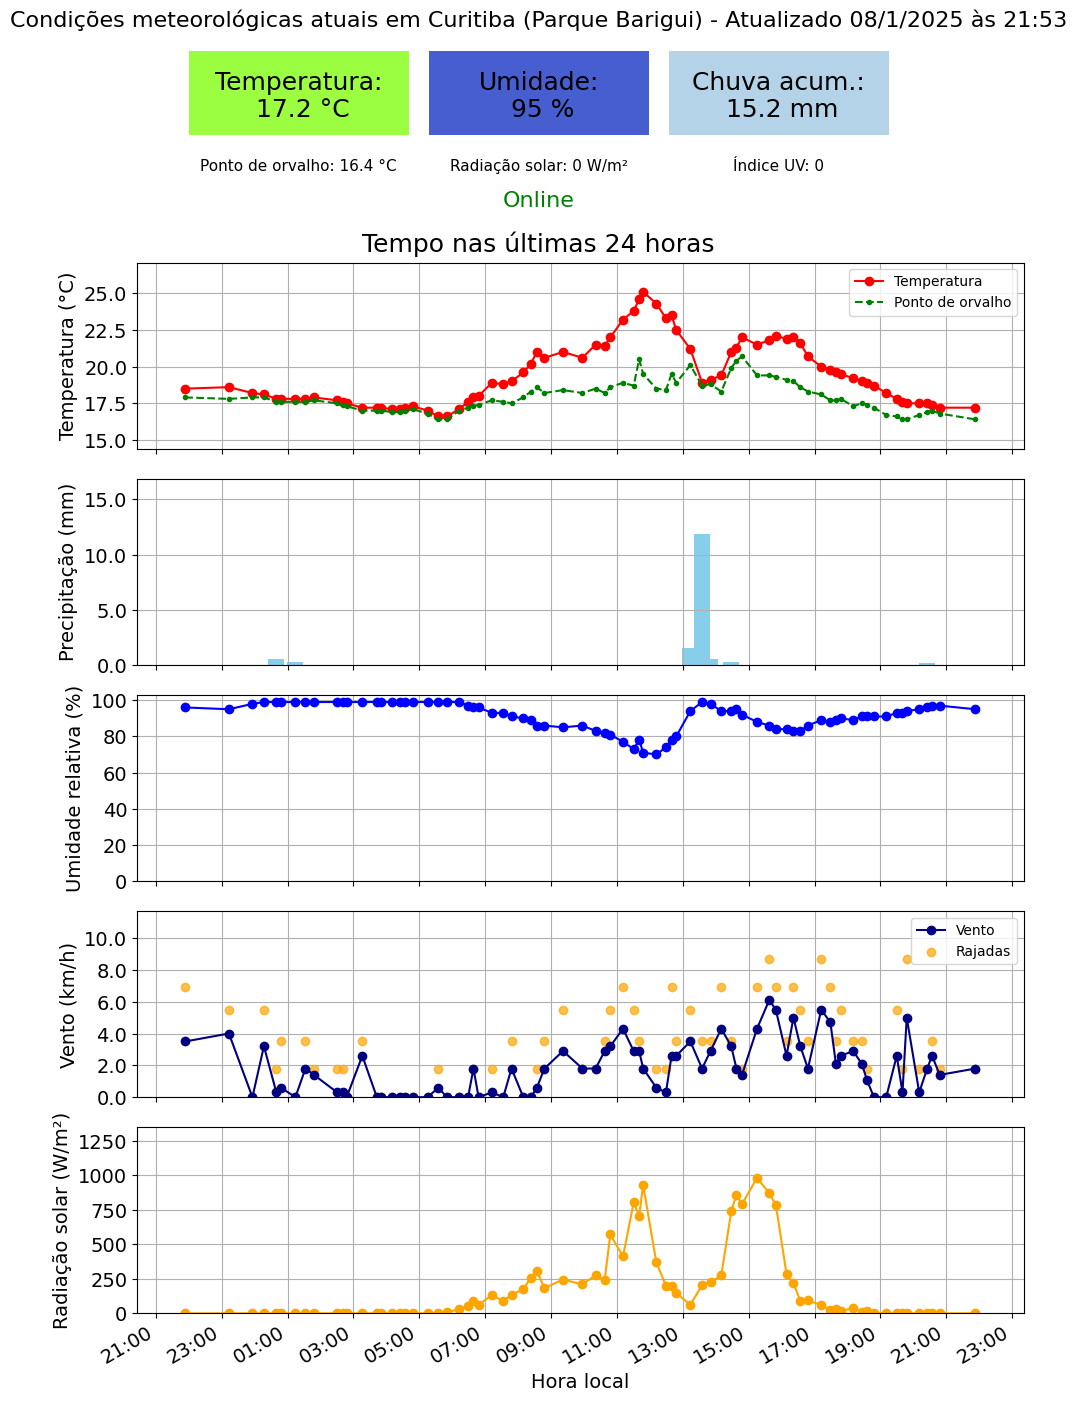 Condições meteorológicas atuais em Curitiba (Parque Barigui) - Atualizado 08/1/2025 às 21:53
Temperatura:
17.2 °C
Umidade:
95 %
Chuva acum.:
15.2 mm
Ponto de orvalho: 16.4 °C
Radiação solar: 0 W/m²
Índice UV: 0
Online
Tempo nas últimas 24 horas
Temperatura (°C)
25.0
22.5
20.0
17.5
15.0
Temperatura
Ponto de orvalho
Precipitação (mm)
15.0
10.0
5.0
0.0
Umidade relativa (%)
100
80
60
40
20
0
Vento (km/h)
10.0
8.0
6.0
4.0
2.0
0.0
Vento
Rajadas
Radiação solar (W/m²)
1250
1000
750
500
250
0
21:00
23:00
01:00
03:00
05:00
07:00
09:00
11:00
13:00
15:00
17:00
19:00
21:00
23:00
Hora local